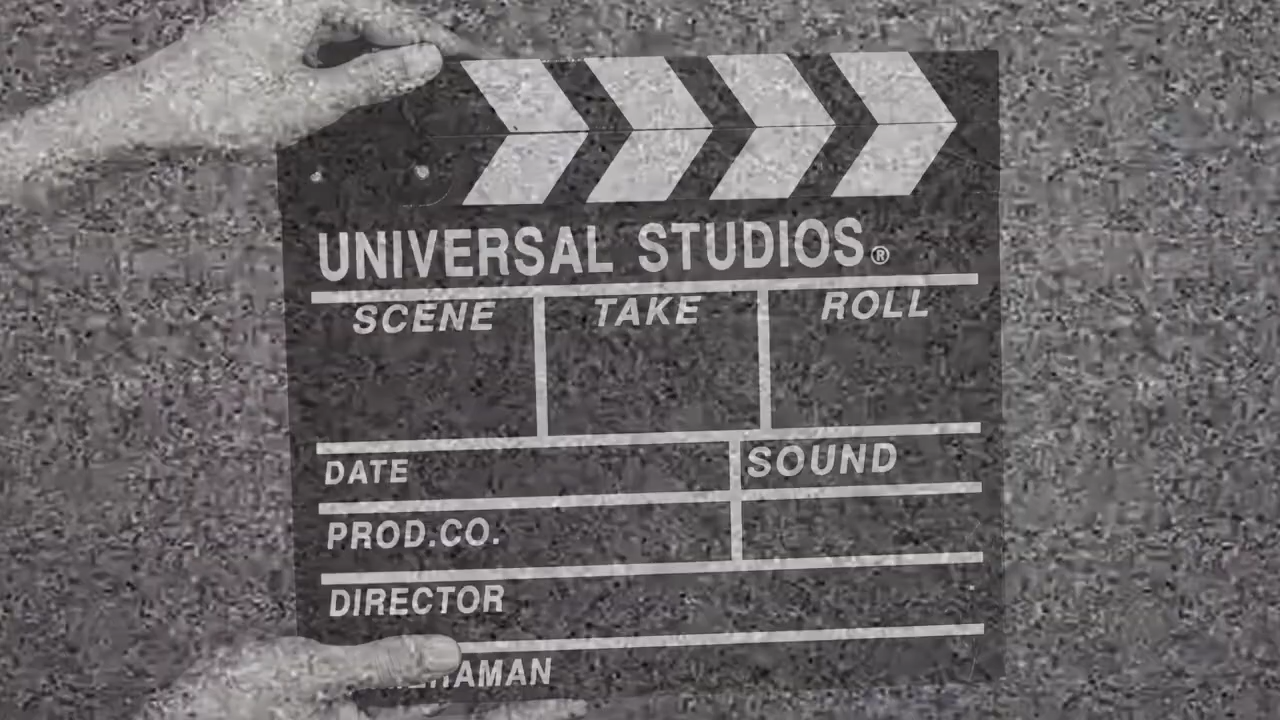 UNIVERSAL STUDIOS®
SCENE TAKE ROLL
DATE SOUND
PROD.CO.
DIRECTOR